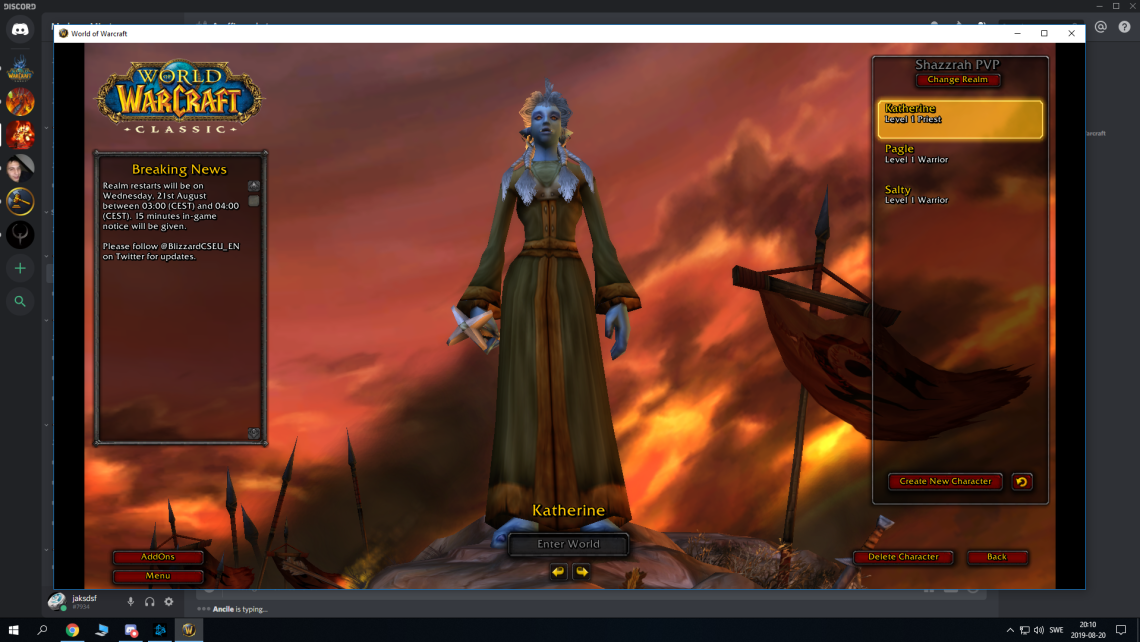 DISCORD
World of Warcraft
WORLD
WARCRAFT
CLASSIC
Shazzrah PVP
Change Realm
Katherine
Level 1 Priest
Pagle
Level 1 Warrior
Salty
Level 1 Warrior
Breaking News
Realm restarts will be on
Wednesday, 21st August
between 03:00 (CEST) and 04:00
(CEST). 15 minutes in-game
notice will be given.
Please follow @BlizzardCSEU_EN
on Twitter for updates.
Create New Character
Katherine
Enter World
AddOns
Menu
Delete Character
Back
jaksdsf
#7934
Ancile is typing...
SWE
20:10
2019-08-20